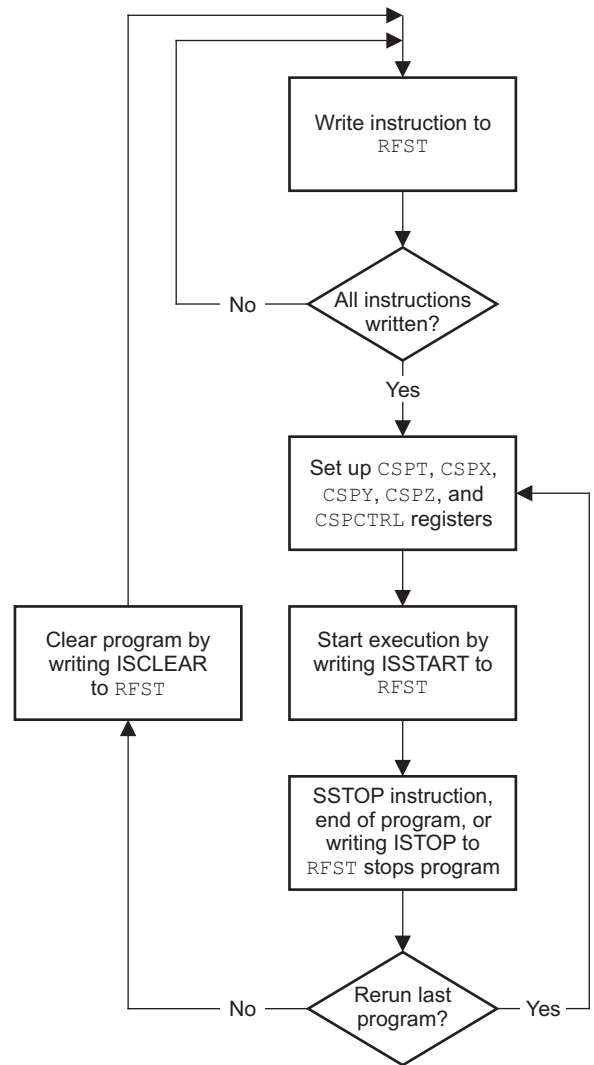 Write instruction to
RFST
No
All instructions
written?
Yes
Set up CSPT, CSPX,
CSPY, CSPZ, and
CSPCTRL registers
Clear program by
writing ISCLEAR
to RFST
Start execution by
writing ISSTART to
RFST
SSTOP instruction,
end of program, or
writing ISTOP to
RFST stops program
No
Rerun last
program?
Yes